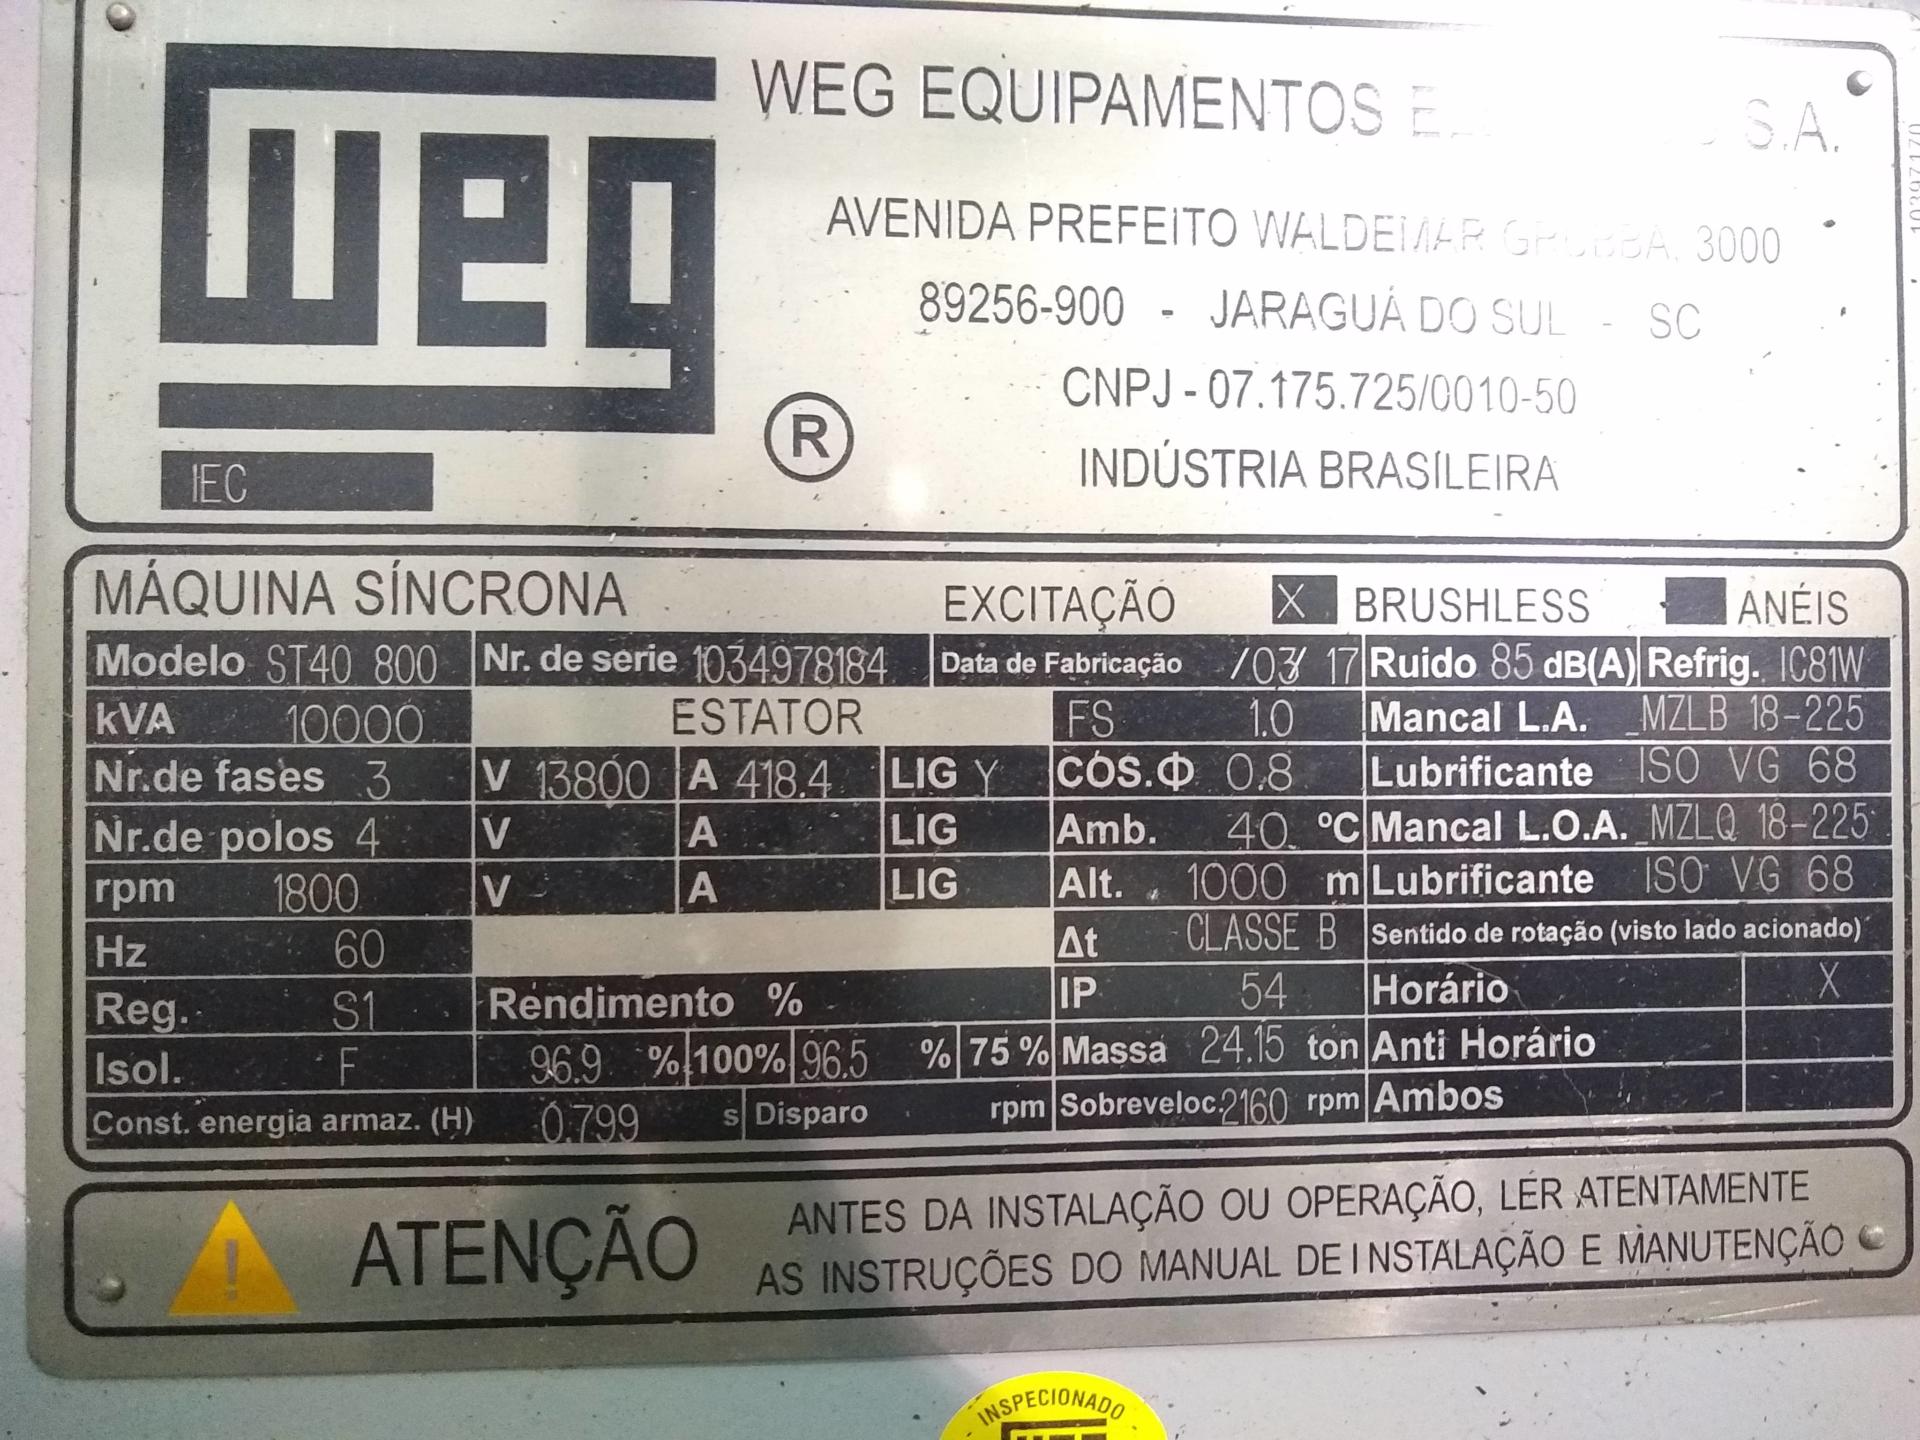 weg
WEG EQUIPAMENTOS S.A.
AVENIDA PREFEITO WALDEMAR GRUBBA, 3000
89256-900 - JARAGUÁ DO SUL - SC
CNPJ - 07.175.725/0010-50
®
INDÚSTRIA BRASILEIRA
IEC
10397170
MÁQUINA SÍNCRONA EXCITAÇÃO X BRUSHLESS ANÉIS
Modelo ST40 800 Nr. de serie 1034978184 Data de Fabricação /03/ 17 Ruido 85 dB(A) Refrig. IC81W
kVA 10000 ESTATOR FS 1.0 Mancal L.A. MZLB 18-225
Nr.de fases 3 V 13800 A 418.4 LIG Y CÓS.Φ 0.8 Lubrificante ISO VG 68
Nr.de polos 4 V A LIG Amb. 40 ºC Mancal L.O.A. MZLQ 18-225
rpm 1800 V A LIG Alt. 1000 m Lubrificante ISO VG 68
Hz 60 Δt CLASSE B Sentido de rotação (visto lado acionado)
Reg. S1 Rendimento % IP 54 Horário X
Isol. F 96.9 % 100% 96.5 % 75 % Massa 24.15 ton Anti Horário
Const. energia armaz. (H) 0.799 s Disparo rpm Sobreveloc. 2160 rpm Ambos
! ATENÇÃO
ANTES DA INSTALAÇÃO OU OPERAÇÃO, LER ATENTAMENTE
AS INSTRUÇÕES DO MANUAL DE INSTALAÇÃO E MANUTENÇÃO
INSPECIONADO